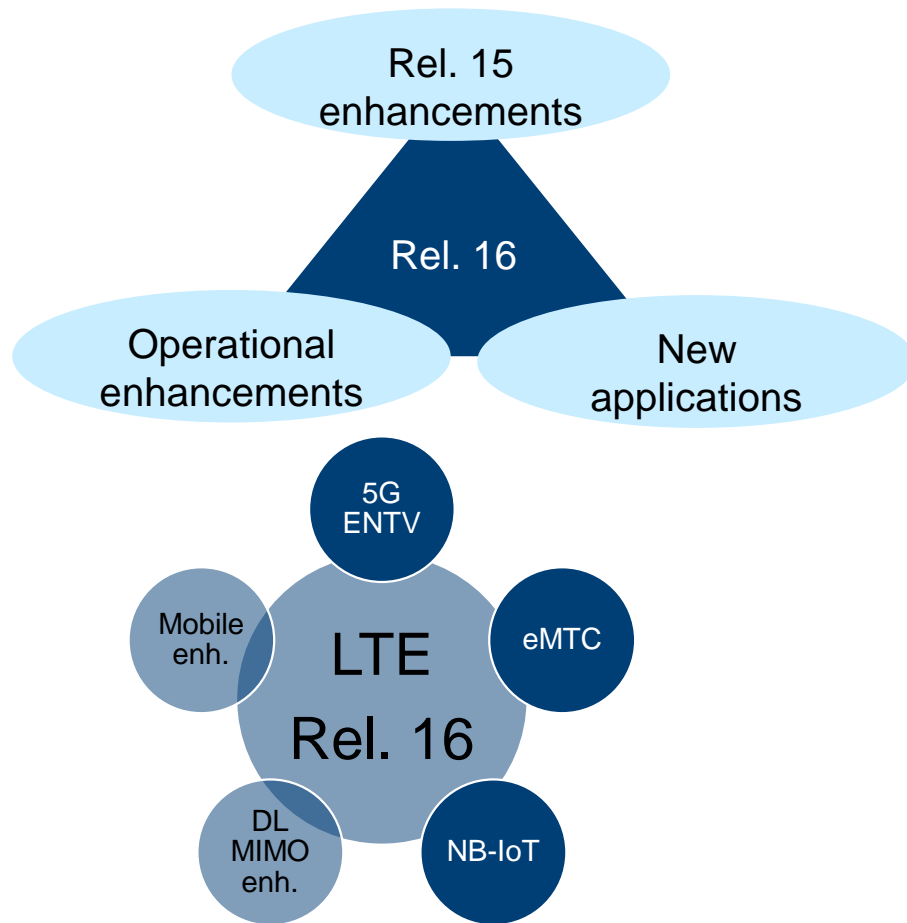 Rel. 15
enhancements
Rel. 16
Operational
enhancements
New
applications
5G
ENTV
Mobile
enh.
eMTC
LTE
Rel. 16
DL
MIMO
enh.
NB-IoT